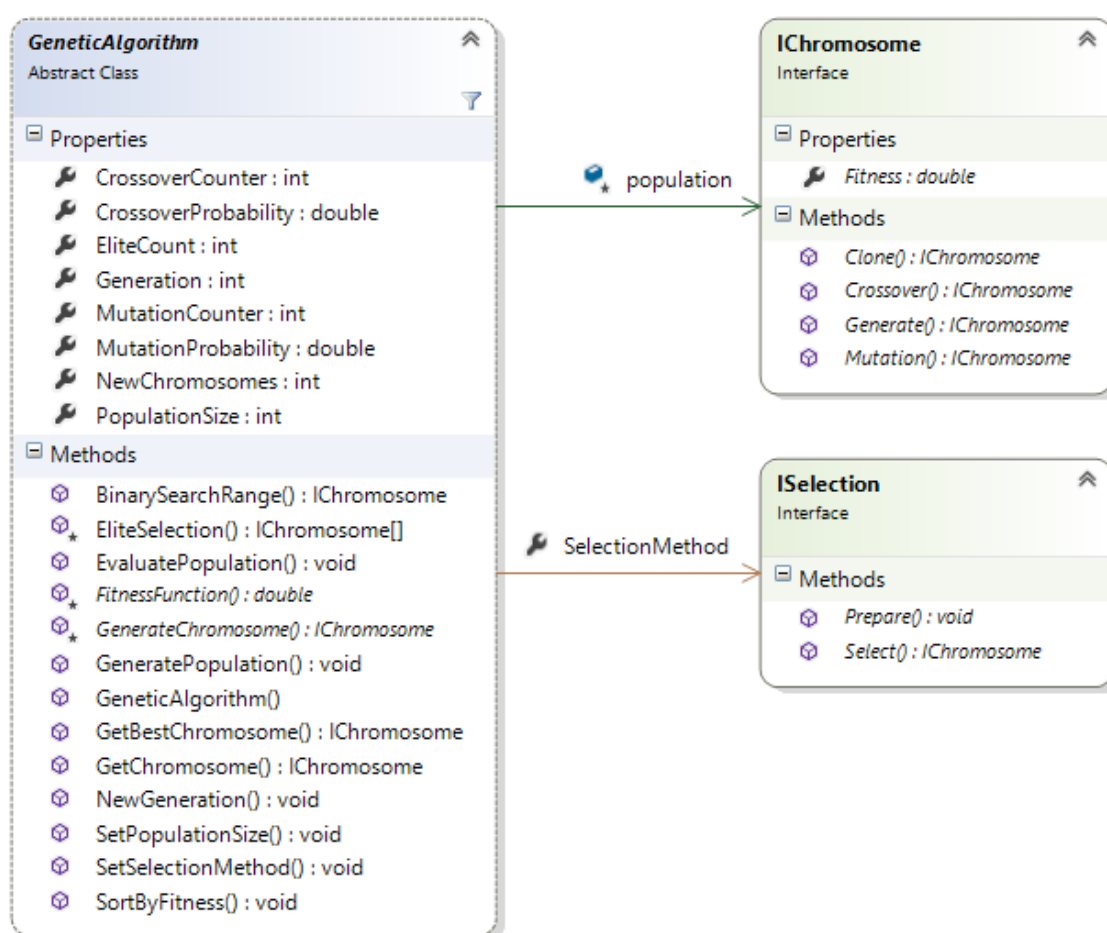 GeneticAlgorithm
Abstract Class
Properties
CrossoverCounter : int
CrossoverProbability : double
EliteCount : int
Generation : int
MutationCounter : int
MutationProbability : double
NewChromosomes : int
PopulationSize : int
Methods
BinarySearchRange() : IChromosome
EliteSelection() : IChromosome[]
EvaluatePopulation() : void
FitnessFunction() : double
GenerateChromosome() : IChromosome
GeneratePopulation() : void
GeneticAlgorithm()
GetBestChromosome() : IChromosome
GetChromosome() : IChromosome
NewGeneration() : void
SetPopulationSize() : void
SetSelectionMethod() : void
SortByFitness() : void
population
IChromosome
Interface
Properties
Fitness : double
Methods
Clone() : IChromosome
Crossover() : IChromosome
Generate() : IChromosome
Mutation() : IChromosome
SelectionMethod
ISelection
Interface
Methods
Prepare() : void
Select() : IChromosome